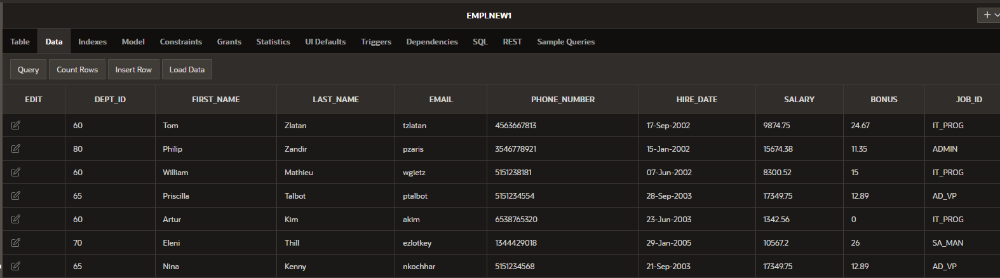 EMPLNEW1
Table Data Indexes Model Constraints Grants Statistics UI Defaults Triggers Dependencies SQL REST Sample Queries
Query Count Rows Insert Row Load Data
EDIT DEPT_ID FIRST_NAME LAST_NAME EMAIL PHONE_NUMBER HIRE_DATE SALARY BONUS JOB_ID
60 Tom Zlatan tzlatan 4563667813 17-Sep-2002 9874.75 24.67 IT_PROG
80 Philip Zandir pzaris 3546778921 15-Jan-2002 15674.38 11.35 ADMIN
60 William Mathieu wgietz 5151238181 07-Jun-2002 8300.52 15 IT_PROG
65 Priscilla Talbot ptalbot 5151234554 28-Sep-2003 17349.75 12.89 AD_VP
60 Artur Kim akim 6538765320 23-Jun-2003 1342.56 0 IT_PROG
70 Eleni Thill ezlotkey 1344429018 29-Jan-2005 10567.2 26 SA_MAN
65 Nina Kenny nkochhar 5151234568 21-Sep-2003 17349.75 12.89 AD_VP